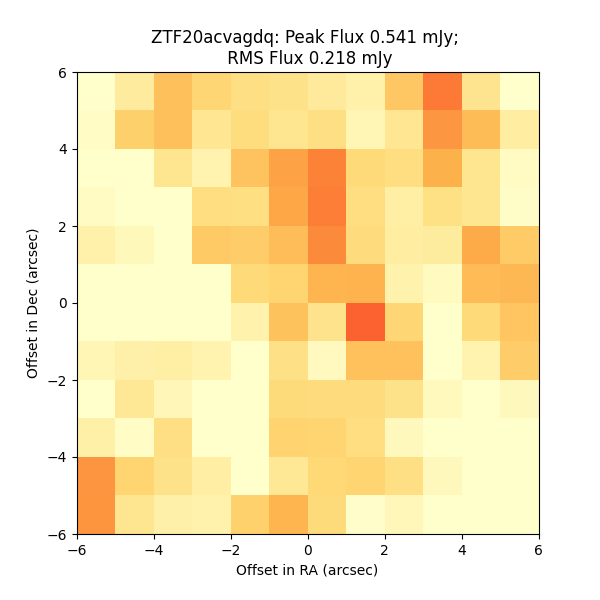 ZTF20acvagdq: Peak Flux 0.541 mJy;
RMS Flux 0.218 mJy
6
4
2
0
−2
−4
−6
Offset in Dec (arcsec)
−6 −4 −2 0 2 4 6
Offset in RA (arcsec)